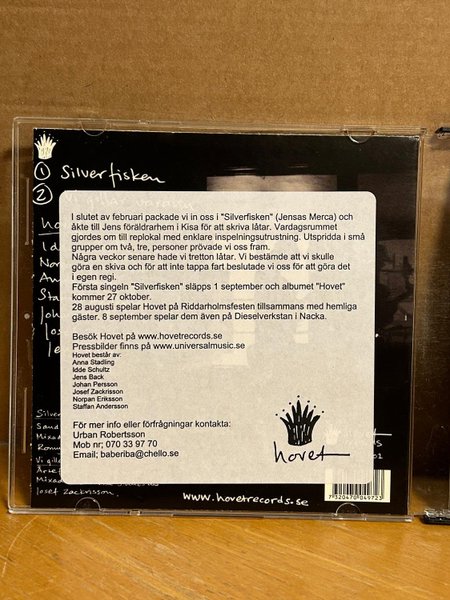 ① Silverfisken
②
I slutet av februari packade vi in oss i "Silverfisken" (Jensas Merca) och
åkte till Jens föräldrarhem i Kisa för att skriva låtar. Vardagsrummet
gjordes om till replokal med enklare inspelningsutrustning. Utspridda i små
grupper om två, tre, personer prövade vi oss fram.
Några veckor senare hade vi tretton låtar. Vi bestämde att vi skulle
göra en skiva och för att inte tappa fart beslutade vi oss för att göra det
i egen regi.
Första singeln "Silverfisken" släpps 1 september och albumet "Hovet"
kommer 27 oktober.
28 augusti spelar Hovet på Riddarholmsfesten tillsammans med hemliga
gäster. 8 september spelar dem även på Dieselverkstan i Nacka.
Besök Hovet på www.hovetrecords.se
Pressbilder finns på www.universalmusic.se
Hovet består av:
Anna Stadling
Idde Schultz
Jens Back
Johan Persson
Josef Zackrisson
Norpan Eriksson
Staffan Andersson
För mer info eller förfrågningar kontakta:
Urban Robertsson
Mob nr; 070 33 97 70
Email; baberiba@chello.se
hovet
Josef Zackrisson.
www.hovetrecords.se
7320470049723